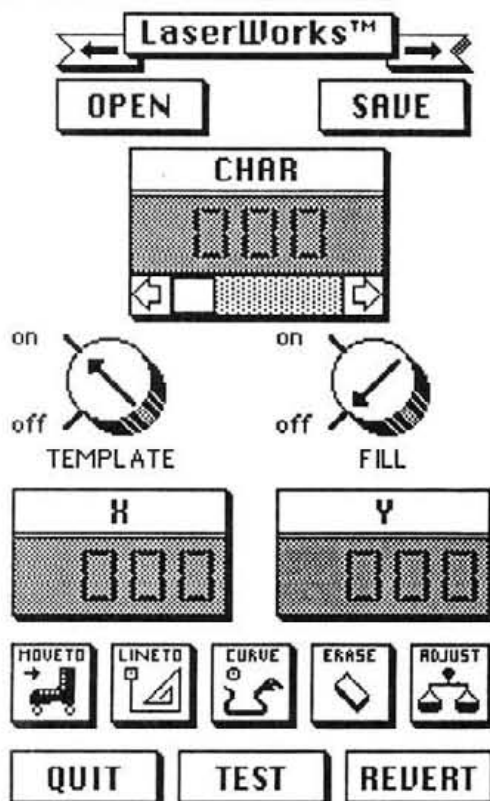 LaserWorks™
OPEN SAVE
CHAR
000
on on
off off
TEMPLATE FILL
X Y
000 000
MOVETO LINETO CURVE ERASE ADJUST
QUIT TEST REVERT